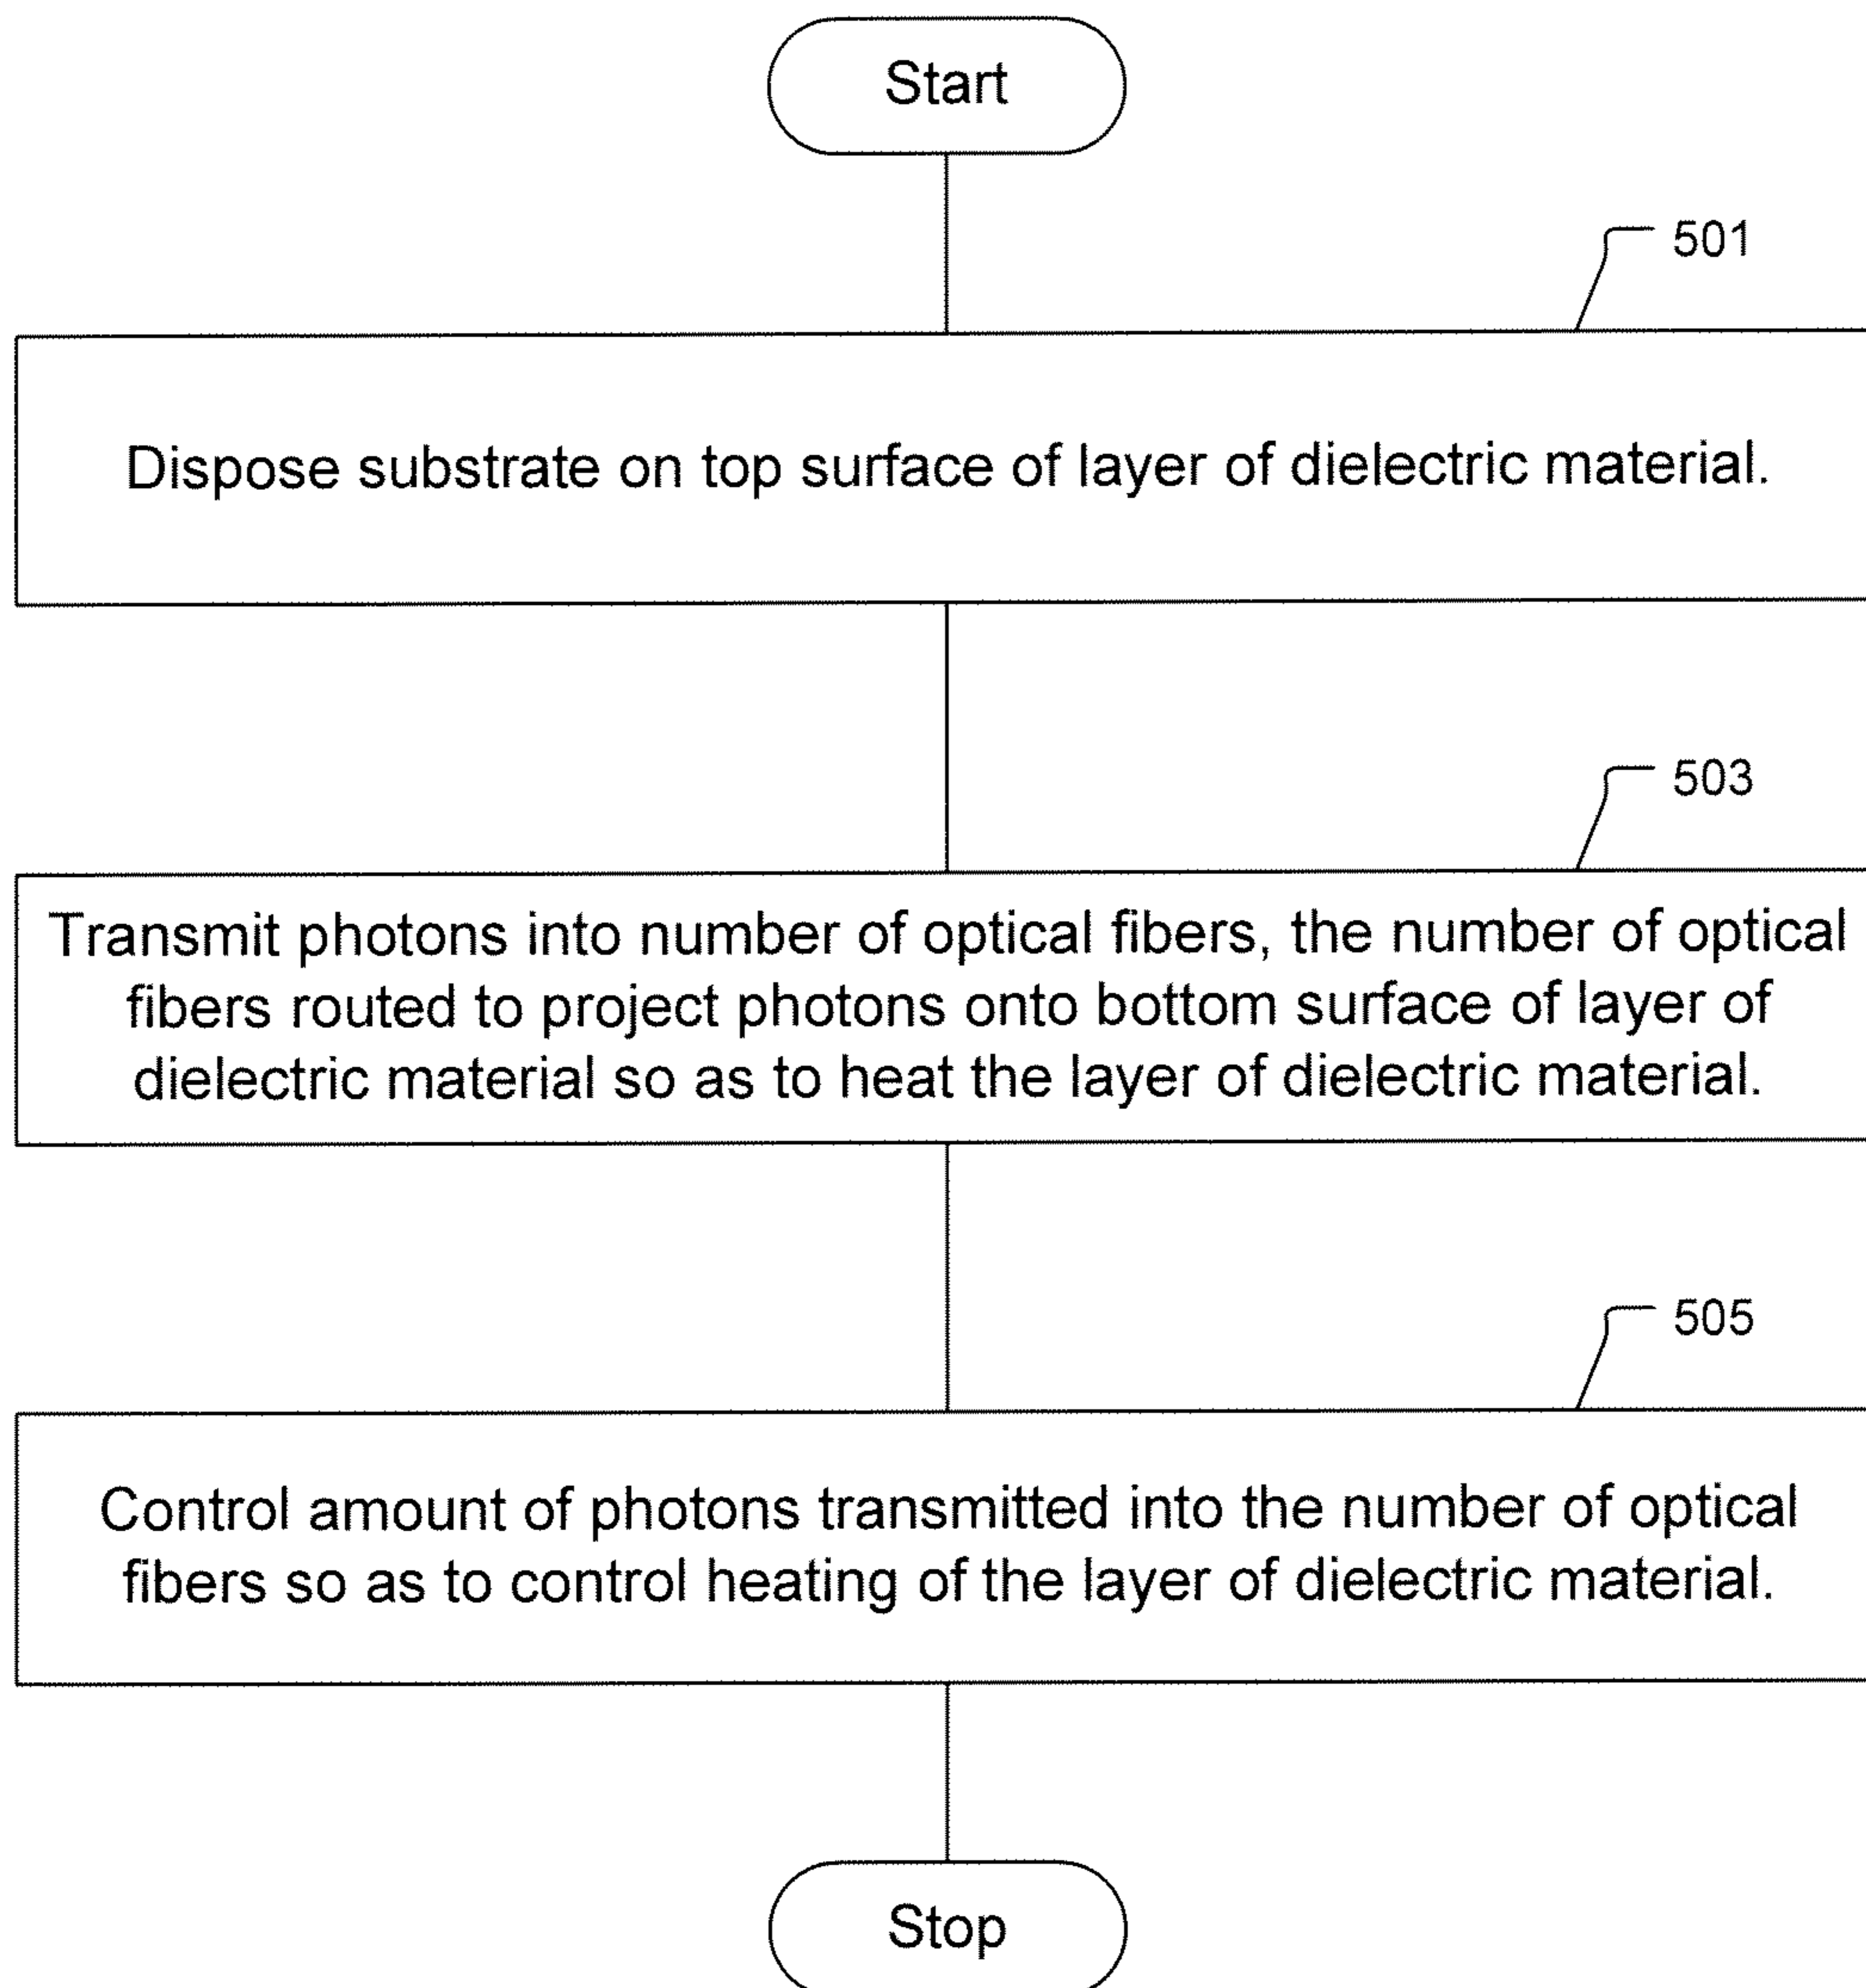 Start
501
Dispose substrate on top surface of layer of dielectric material.
503
Transmit photons into number of optical fibers, the number of optical
fibers routed to project photons onto bottom surface of layer of
dielectric material so as to heat the layer of dielectric material.
505
Control amount of photons transmitted into the number of optical
fibers so as to control heating of the layer of dielectric material.
Stop